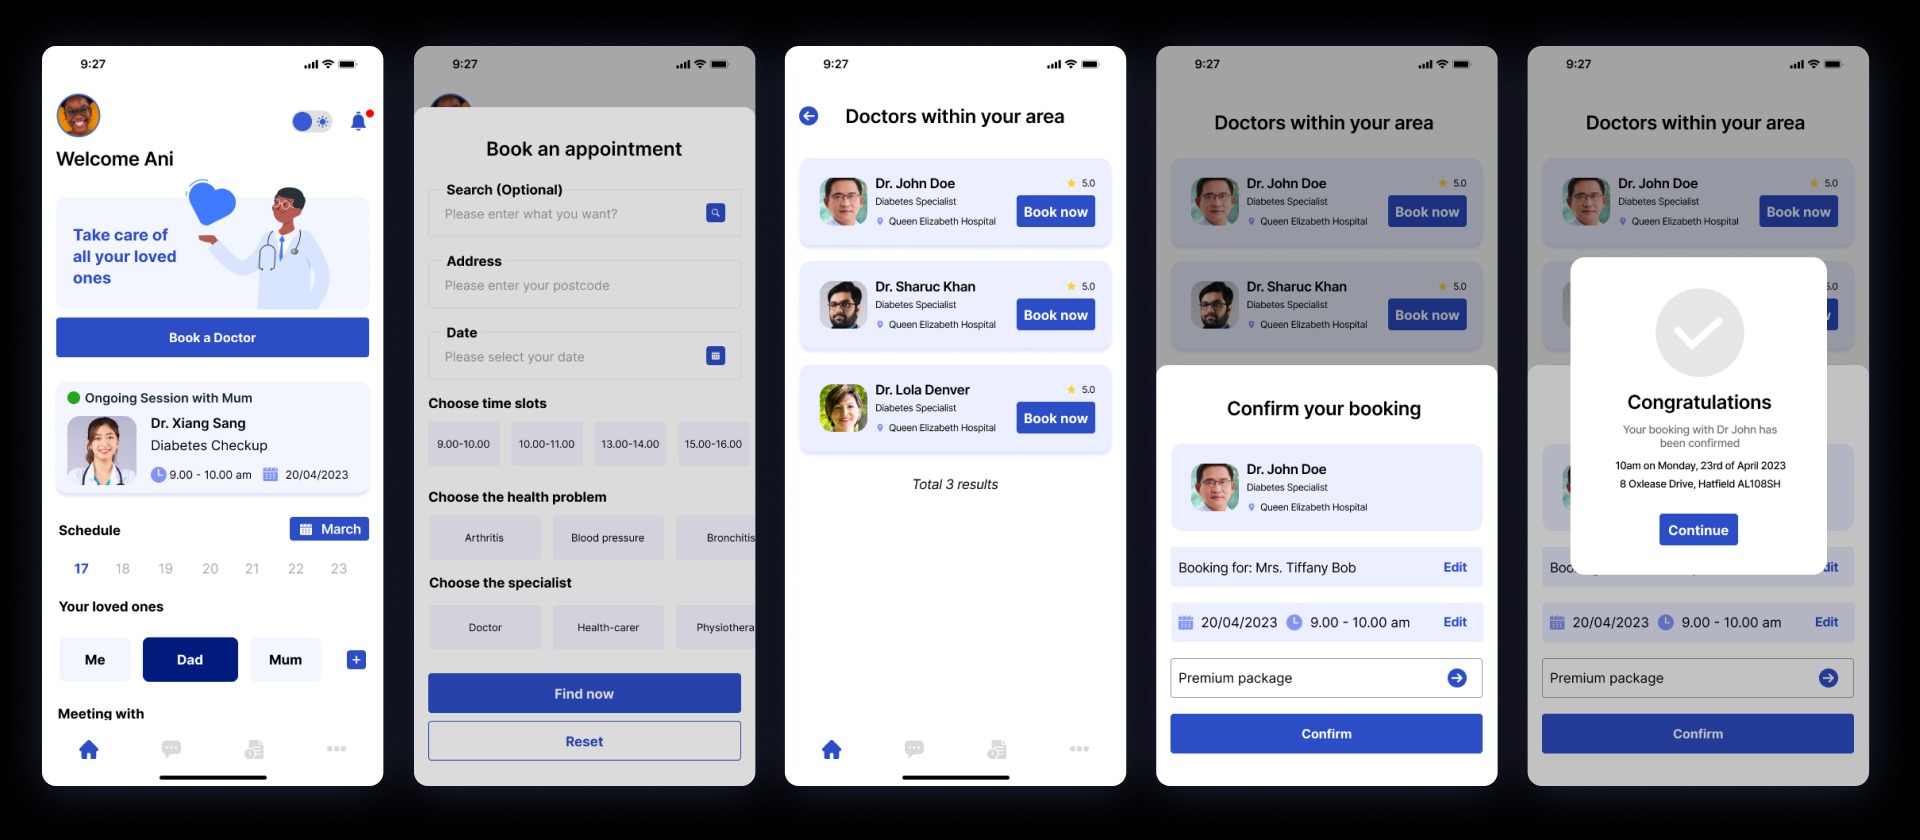 9:27
Welcome Ani
Take care of
all your loved
ones
Book a Doctor
Ongoing Session with Mum
Dr. Xiang Sang
Diabetes Checkup
9.00 - 10.00 am 20/04/2023
Schedule
March
17 18 19 20 21 22 23
Your loved ones
Me Dad Mum
Meeting with
9:27
Book an appointment
Search (Optional)
Please enter what you want?
Address
Please enter your postcode
Date
Please select your date
Choose time slots
9.00-10.00 10.00-11.00 13.00-14.00 15.00-16.00
Choose the health problem
Arthritis Blood pressure Bronchitis
Choose the specialist
Doctor Health-carer Physiothera
Find now
Reset
9:27
Doctors within your area
Dr. John Doe
5.0
Diabetes Specialist
Queen Elizabeth Hospital
Book now
Dr. Sharuc Khan
5.0
Diabetes Specialist
Queen Elizabeth Hospital
Book now
Dr. Lola Denver
5.0
Diabetes Specialist
Queen Elizabeth Hospital
Book now
Total 3 results
9:27
Doctors within your area
Dr. John Doe
5.0
Diabetes Specialist
Queen Elizabeth Hospital
Book now
Dr. Sharuc Khan
5.0
Diabetes Specialist
Queen Elizabeth Hospital
Book now
Confirm your booking
Dr. John Doe
Diabetes Specialist
Queen Elizabeth Hospital
Booking for: Mrs. Tiffany Bob Edit
20/04/2023 9.00 - 10.00 am Edit
Premium package
Confirm
9:27
Doctors within your area
Dr. John Doe
5.0
Diabetes Specialist
Queen Elizabeth Hospital
Book now
5.0
Congratulations
Your booking with Dr John has
been confirmed
10am on Monday, 23rd of April 2023
8 Oxlease Drive, Hatfield AL108SH
Continue
Boo dit
20/04/2023 9.00 - 10.00 am Edit
Premium package
Confirm